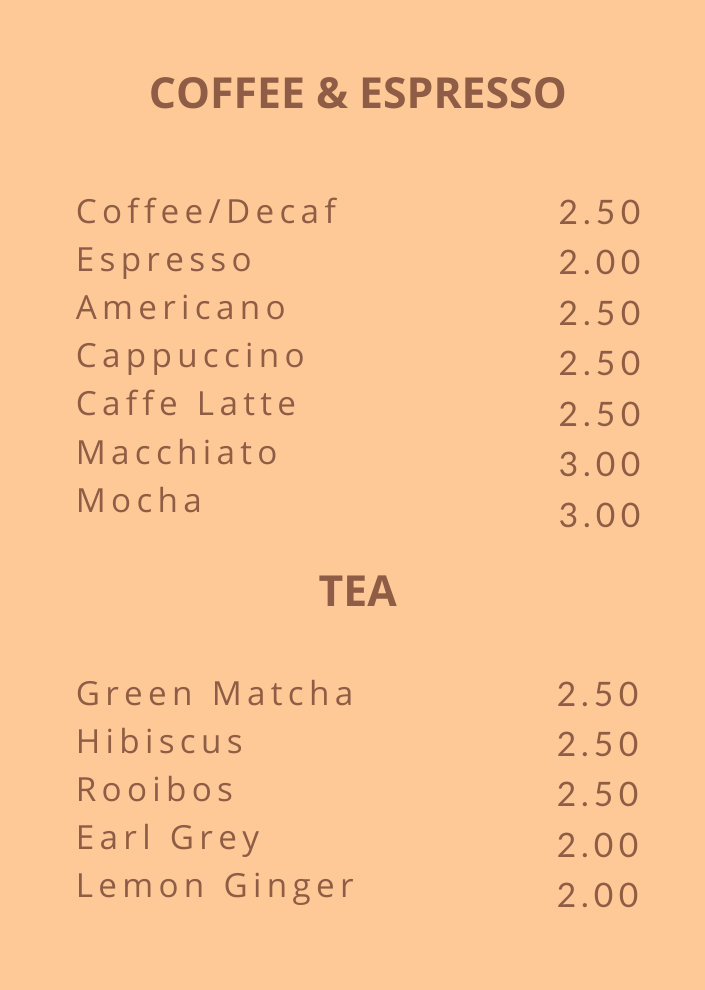 COFFEE & ESPRESSO
Coffee/Decaf 2.50
Espresso 2.00
Americano 2.50
Cappuccino 2.50
Caffe Latte 2.50
Macchiato 3.00
Mocha 3.00
TEA
Green Matcha 2.50
Hibiscus 2.50
Rooibos 2.50
Earl Grey 2.00
Lemon Ginger 2.00